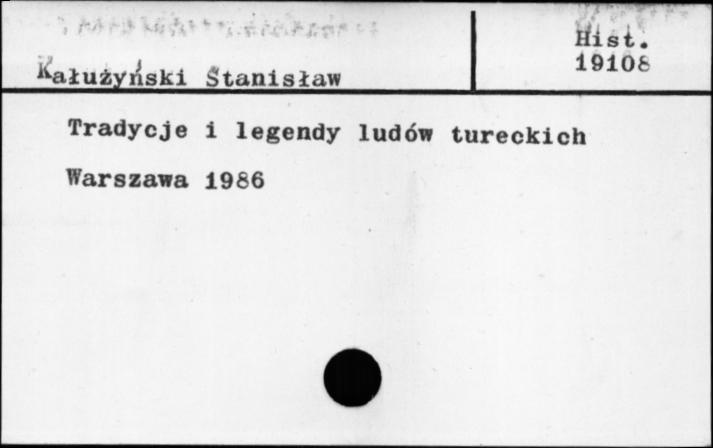 Kałużyński Stanisław
Hist.
19108
Tradycje i legendy ludów tureckich
Warszawa 1986